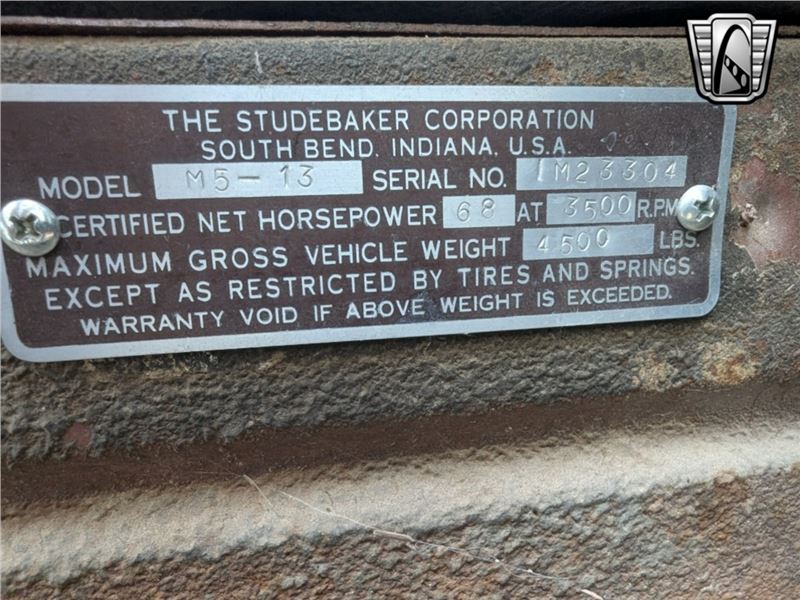 THE STUDEBAKER CORPORATION
SOUTH BEND, INDIANA, U.S.A.
MODEL M5-13 SERIAL NO. 1M23304
CERTIFIED NET HORSEPOWER 68 AT 3500 R.P.M.
MAXIMUM GROSS VEHICLE WEIGHT 4500 LBS.
EXCEPT AS RESTRICTED BY TIRES AND SPRINGS.
WARRANTY VOID IF ABOVE WEIGHT IS EXCEEDED.